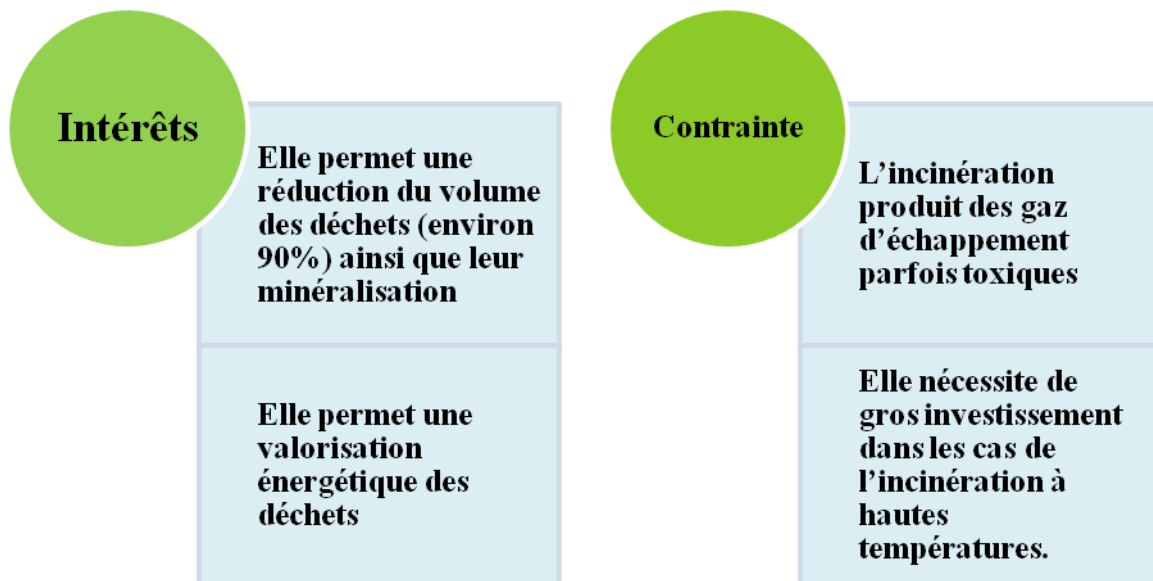 Intérêts
Elle permet une
réduction du volume
des déchets (environ
90%) ainsi que leur
minéralisation
Elle permet une
valorisation
énergétique des
déchets
Contrainte
L’incinération
produit des gaz
d’échappement
parfois toxiques
Elle nécessite de
gros investissement
dans les cas de
l’incinération à
hautes
températures.